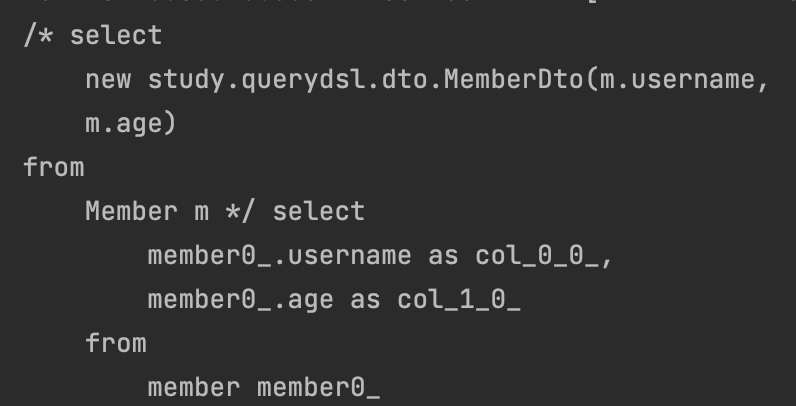 /* select
new study.querydsl.dto.MemberDto(m.username,
m.age)
from
Member m */ select
member0_.username as col_0_0_,
member0_.age as col_1_0_
from
member member0_